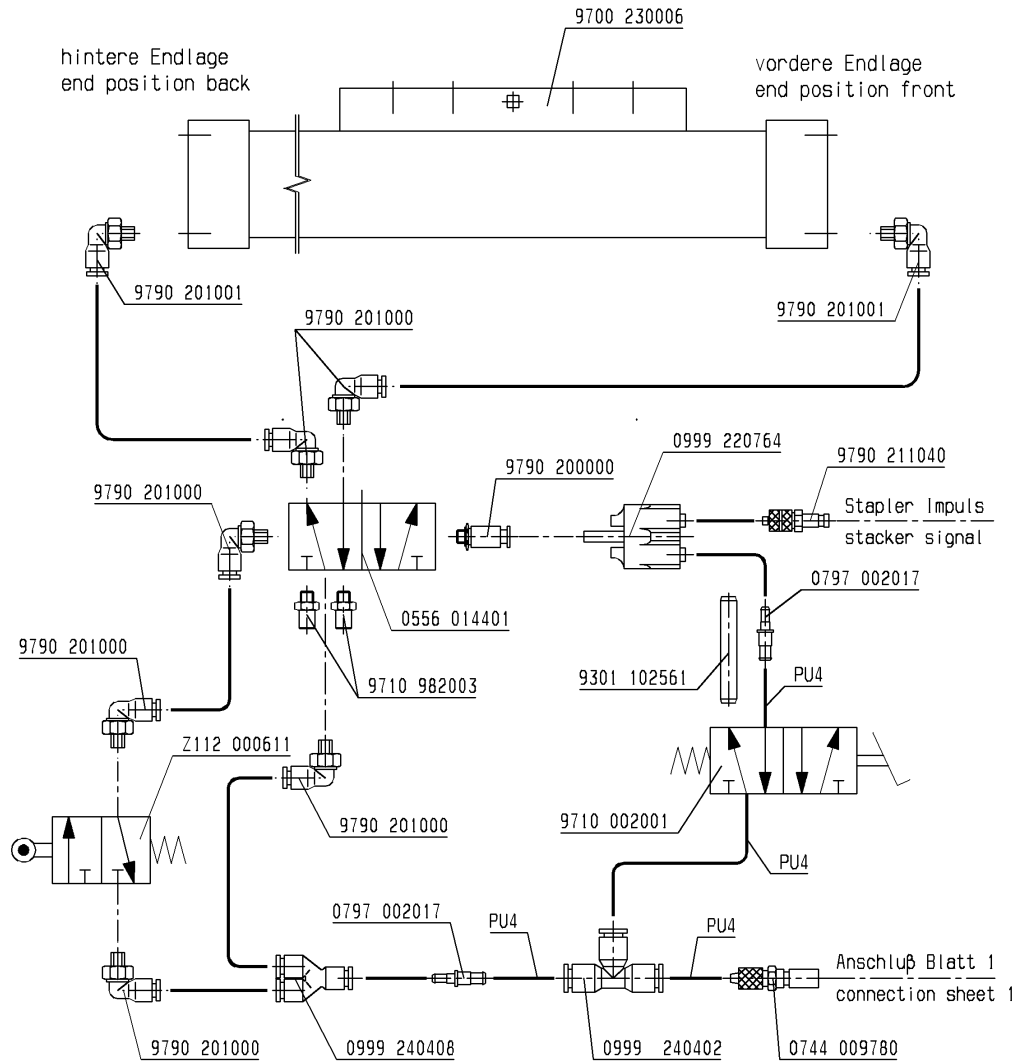 9700 230006
hintere Endlage
end position back
vordere Endlage
end position front
9790 201001
9790 201001
9790 201000
0999 220764
9790 211040
9790 200000
9790 201000
Stapler Impuls
stacker signal
0797 002017
0556 014401
9790 201000
9301 102561
9710 982003
PU4
Z112 000611
9790 201000
9710 002001
PU4
0797 002017
PU4
PU4
Anschluß Blatt 1
connection sheet 1
9790 201000
0999 240408
0999 240402
0744 009780